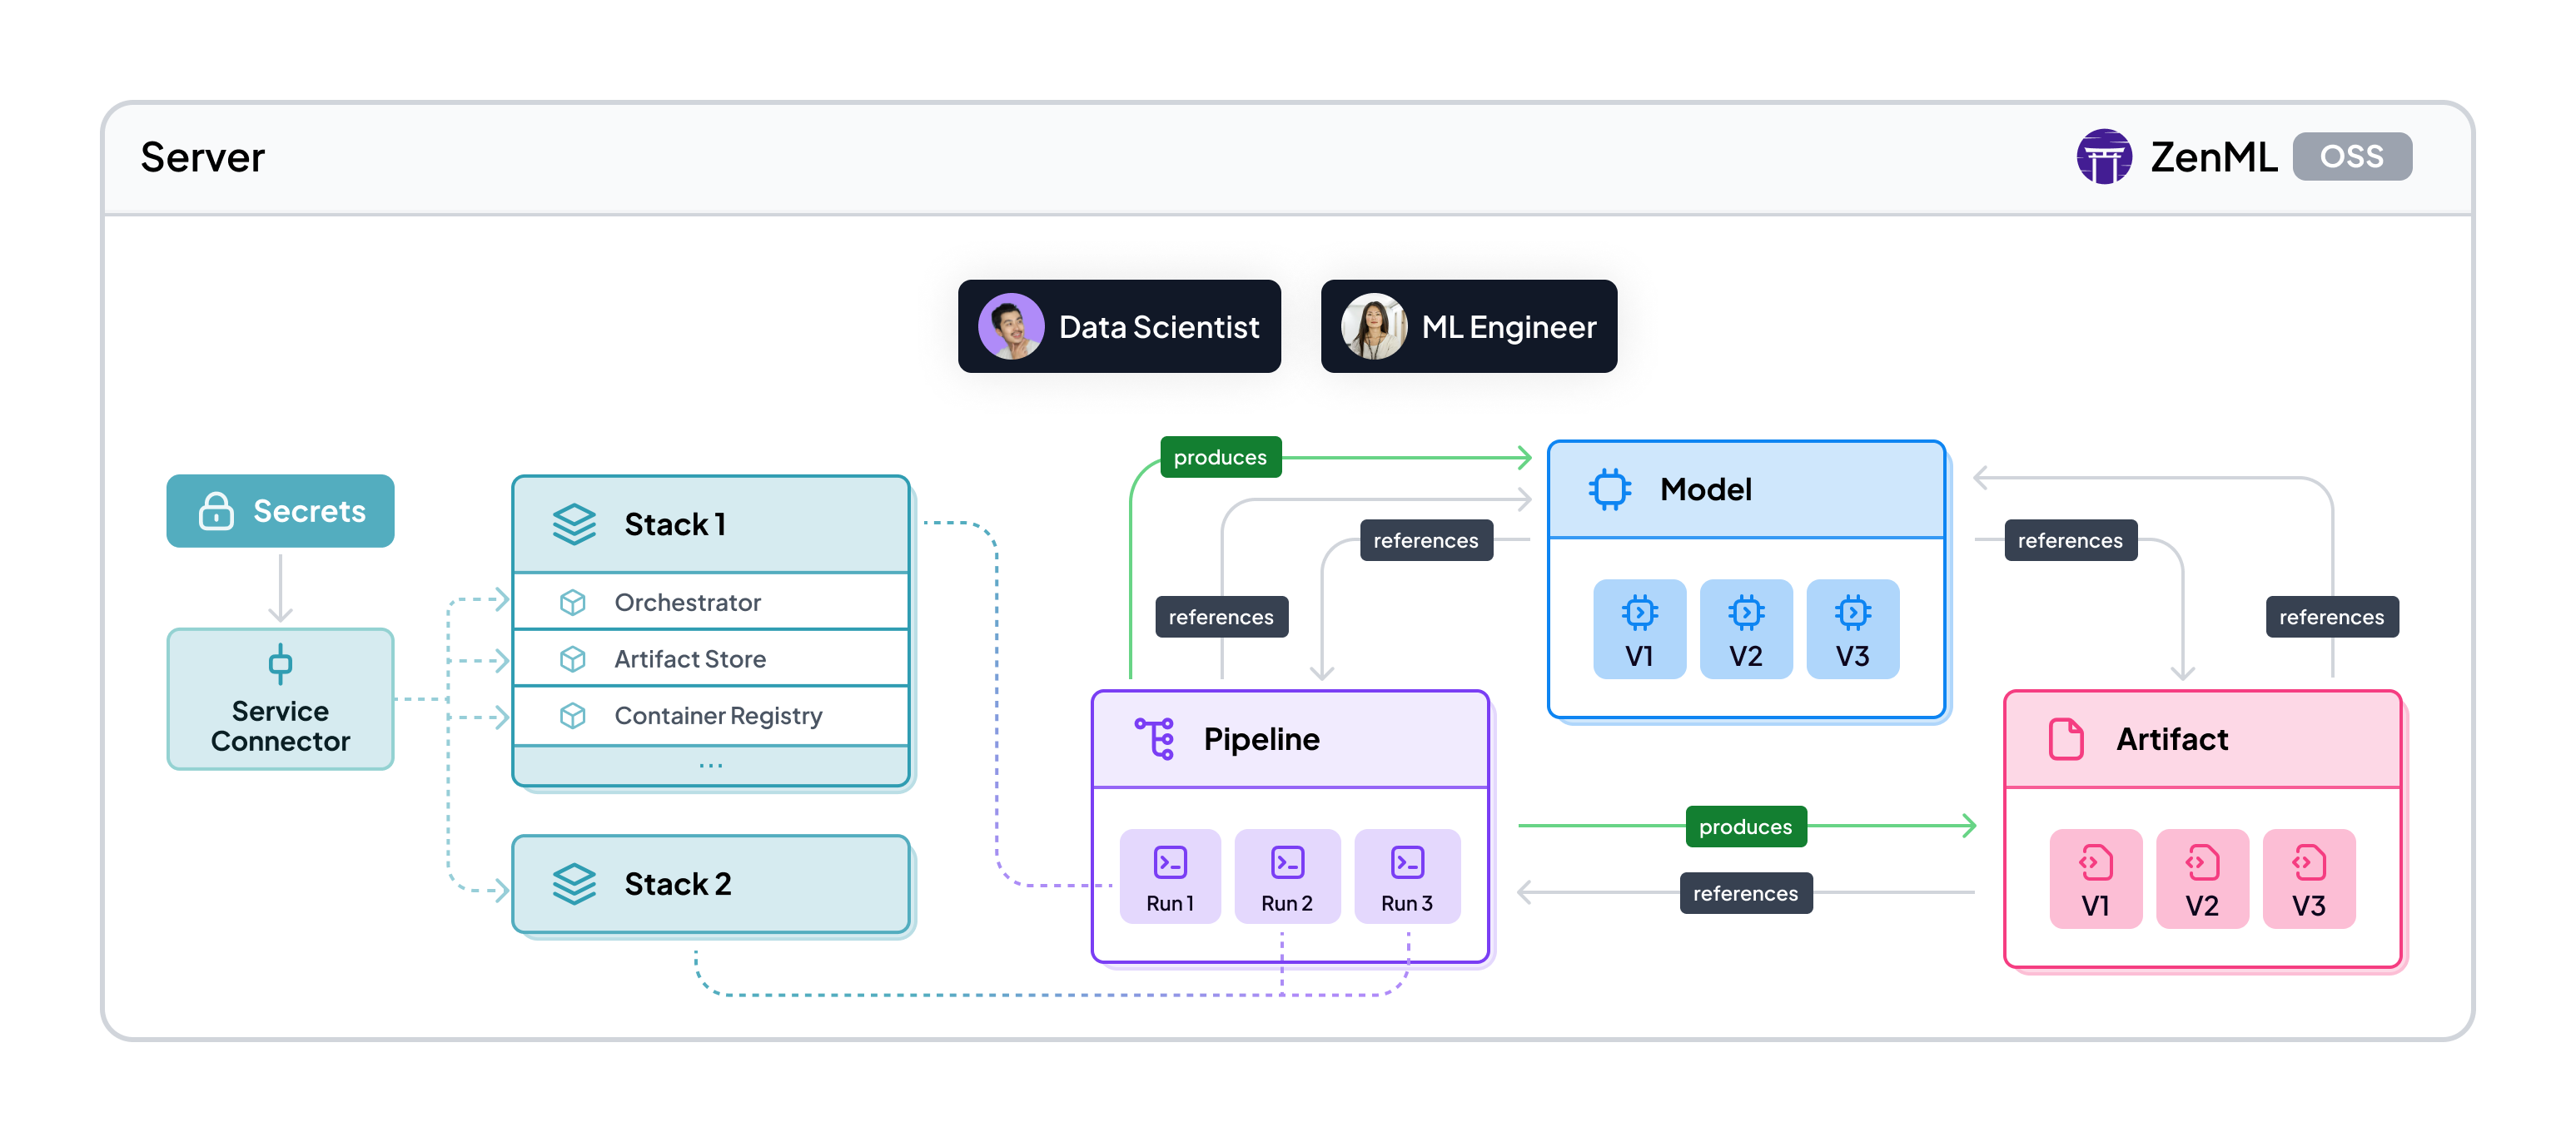 Server
ZenML OSS
Data Scientist
ML Engineer
Secrets
Service
Connector
Stack 1
Orchestrator
Artifact Store
Container Registry
...
Stack 2
produces
references
references
Model
V1
V2
V3
references
references
Pipeline
Run 1
Run 2
Run 3
produces
references
Artifact
V1
V2
V3